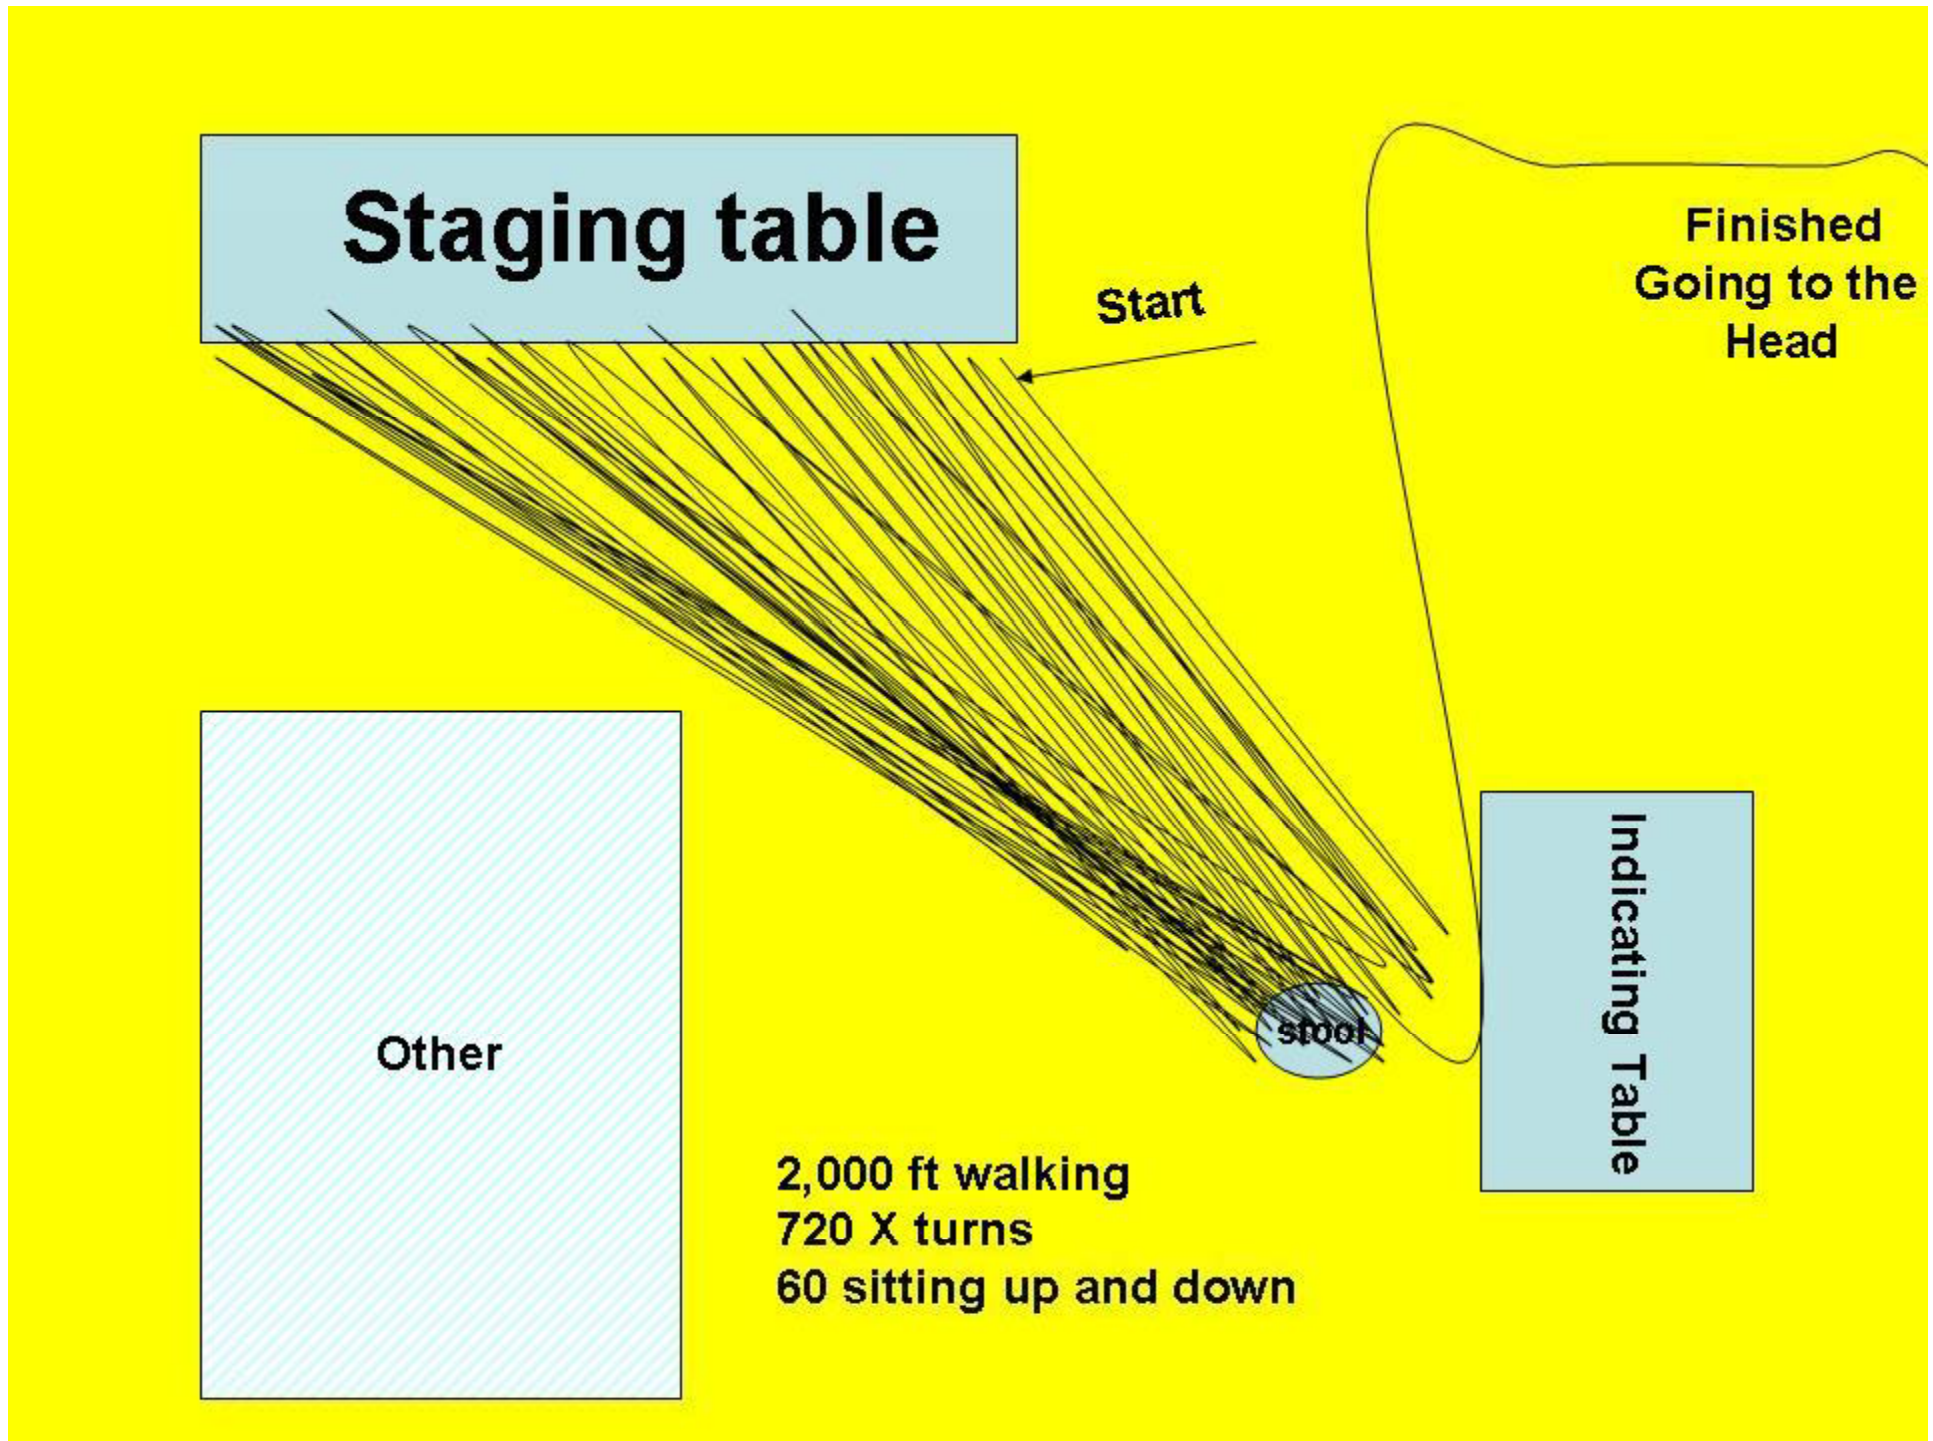 Staging table
Start
Finished
Going to the
Head
Indicating Table
Other
stool
2,000 ft walking
720 X turns
60 sitting up and down